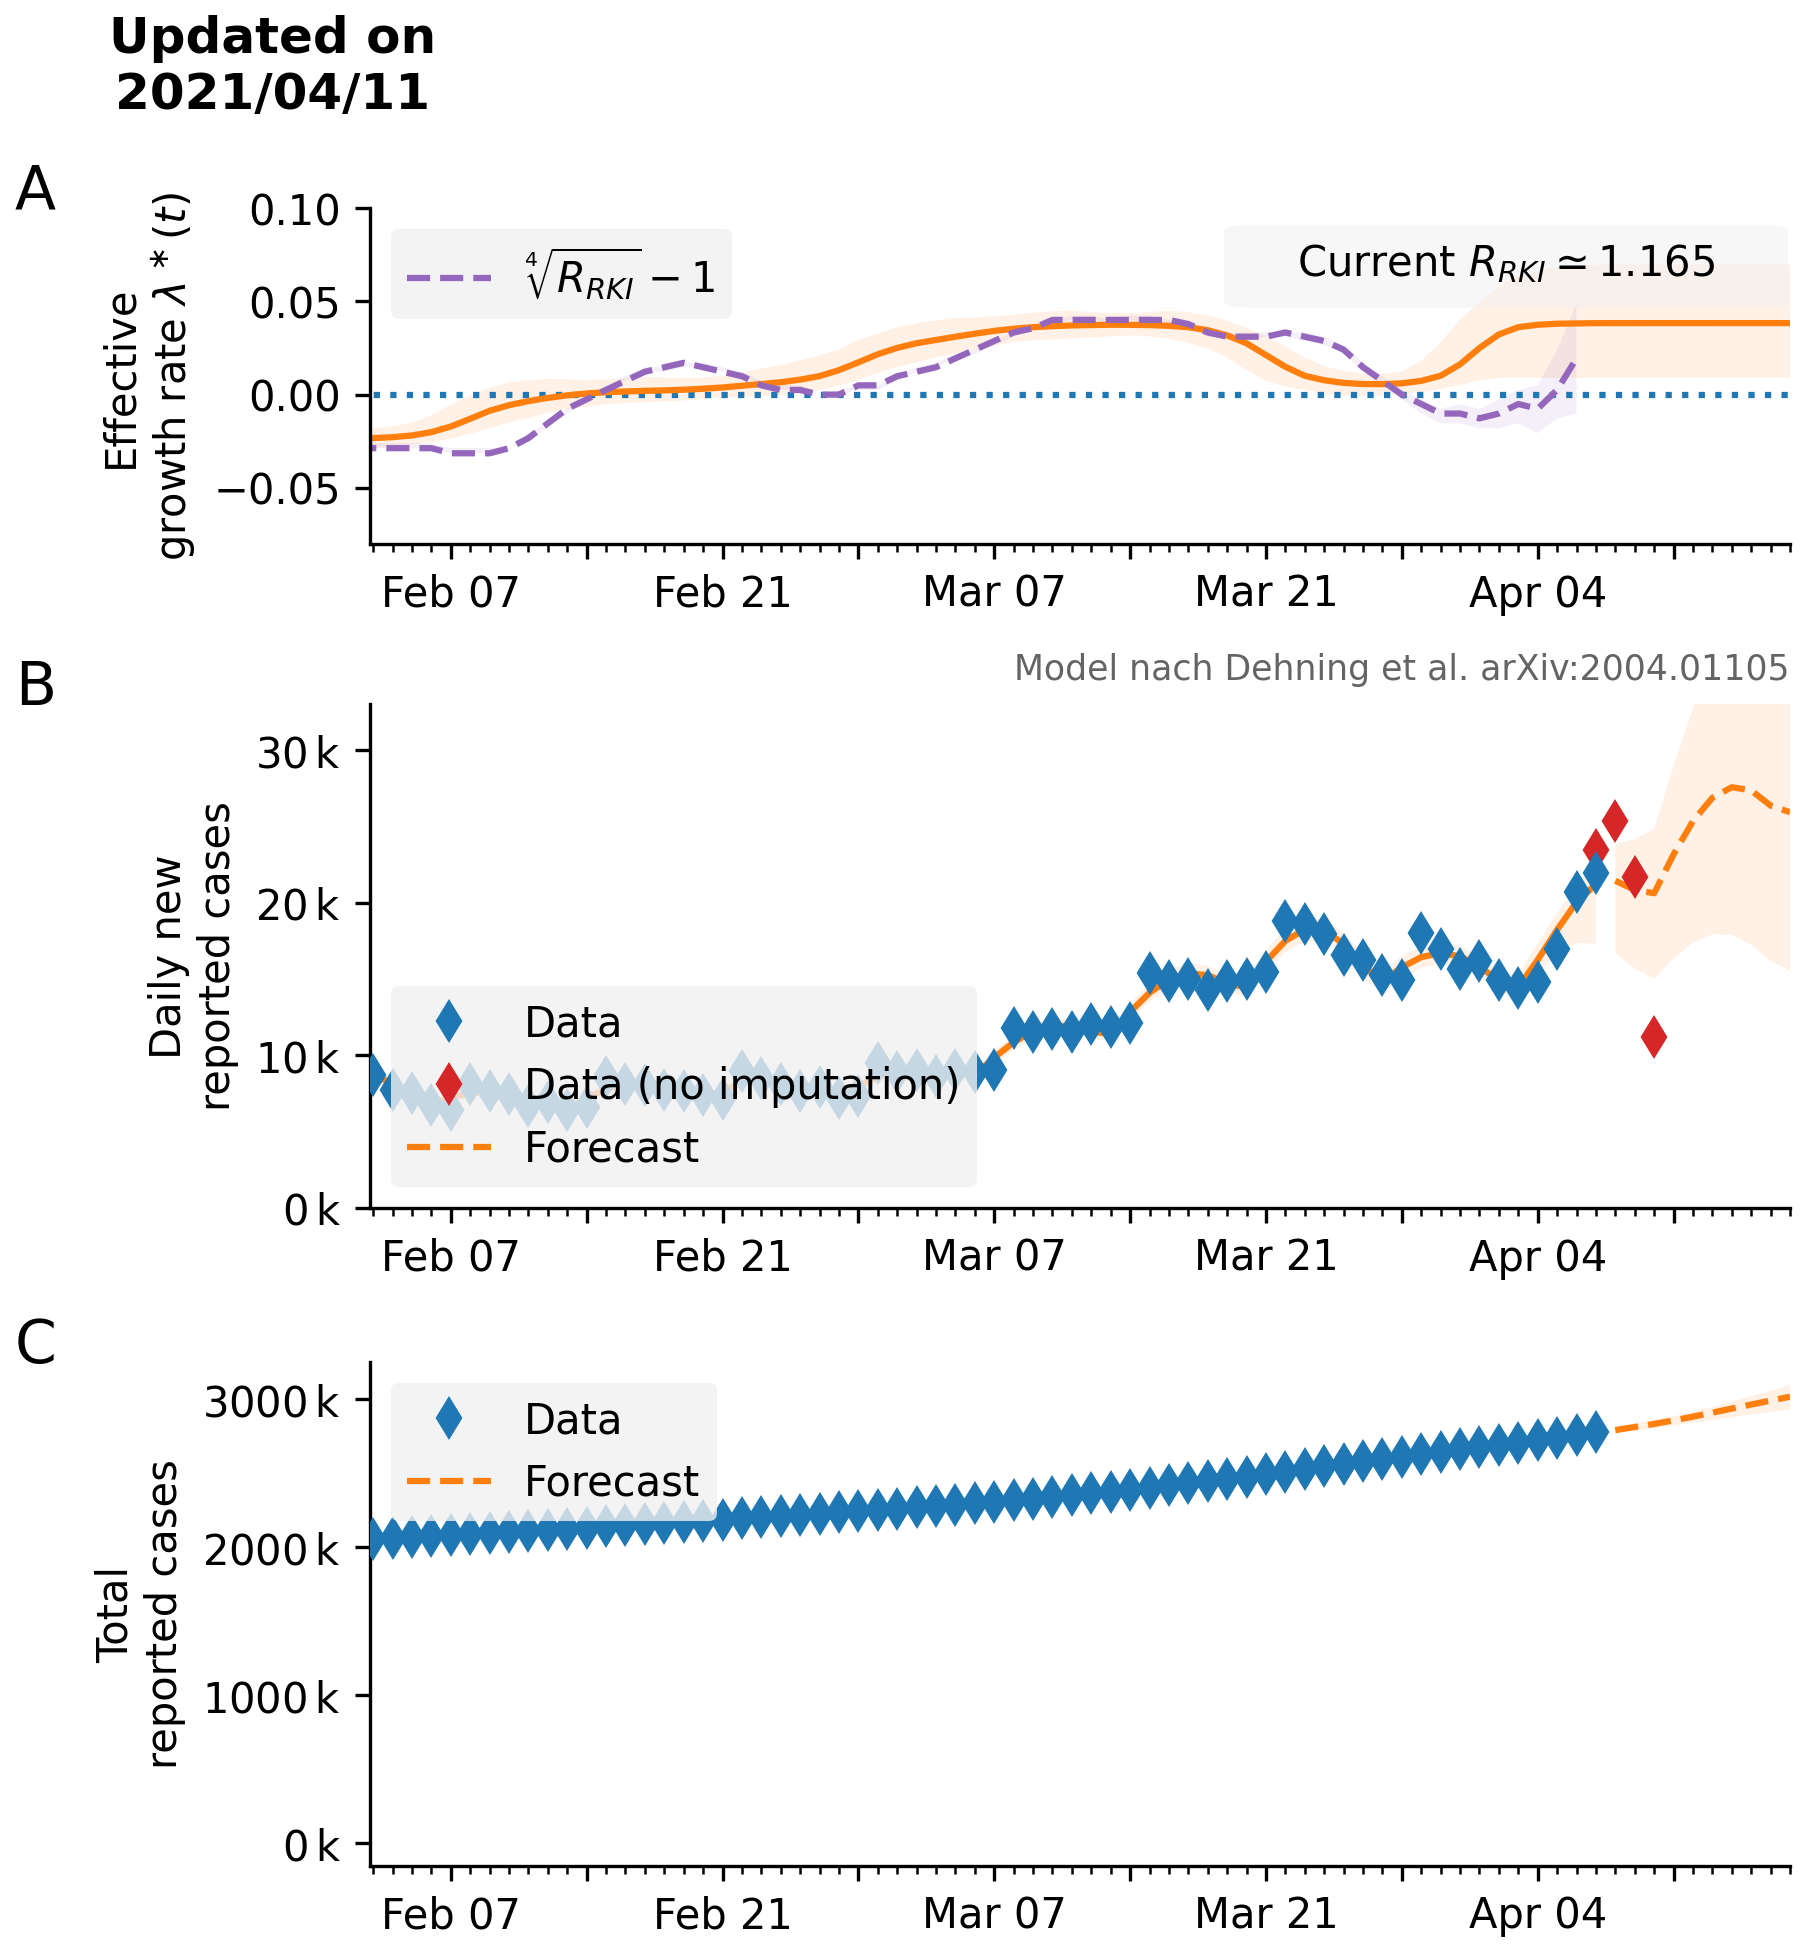 Updated on
2021/04/11
A
Effective
growth rate λ * (t)
0.10
0.05
0.00
−0.05
∜R_RKI − 1
Current R_RKI ≃ 1.165
Feb 07 Feb 21 Mar 07 Mar 21 Apr 04
B
Model nach Dehning et al. arXiv:2004.01105
Daily new
reported cases
30 k
20 k
10 k
0 k
Data
Data (no imputation)
Forecast
Feb 07 Feb 21 Mar 07 Mar 21 Apr 04
C
Total
reported cases
3000 k
2000 k
1000 k
0 k
Data
Forecast
Feb 07 Feb 21 Mar 07 Mar 21 Apr 04